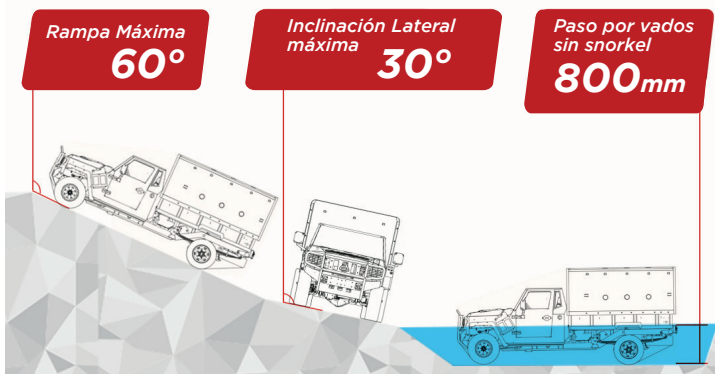 Rampa Máxima
60º
Inclinación Lateral
máxima 30º
Paso por vados
sin snorkel
800mm